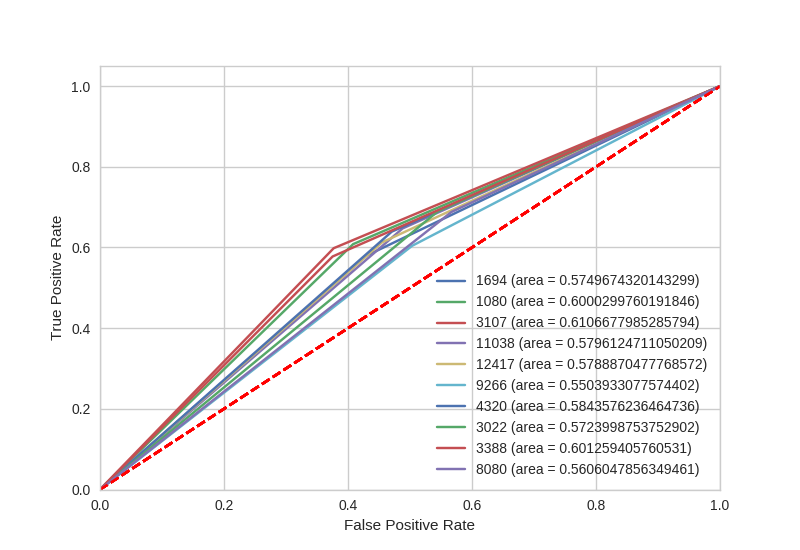 1.0
0.8
0.6
0.4
0.2
0.0
True Positive Rate
1694 (area = 0.5749674320143299)
1080 (area = 0.6000299760191846)
3107 (area = 0.6106677985285794)
11038 (area = 0.5796124711050209)
12417 (area = 0.5788870477768572)
9266 (area = 0.5503933077574402)
4320 (area = 0.5843576236464736)
3022 (area = 0.5723998753752902)
3388 (area = 0.601259405760531)
8080 (area = 0.5606047856349461)
0.0 0.2 0.4 0.6 0.8 1.0
False Positive Rate